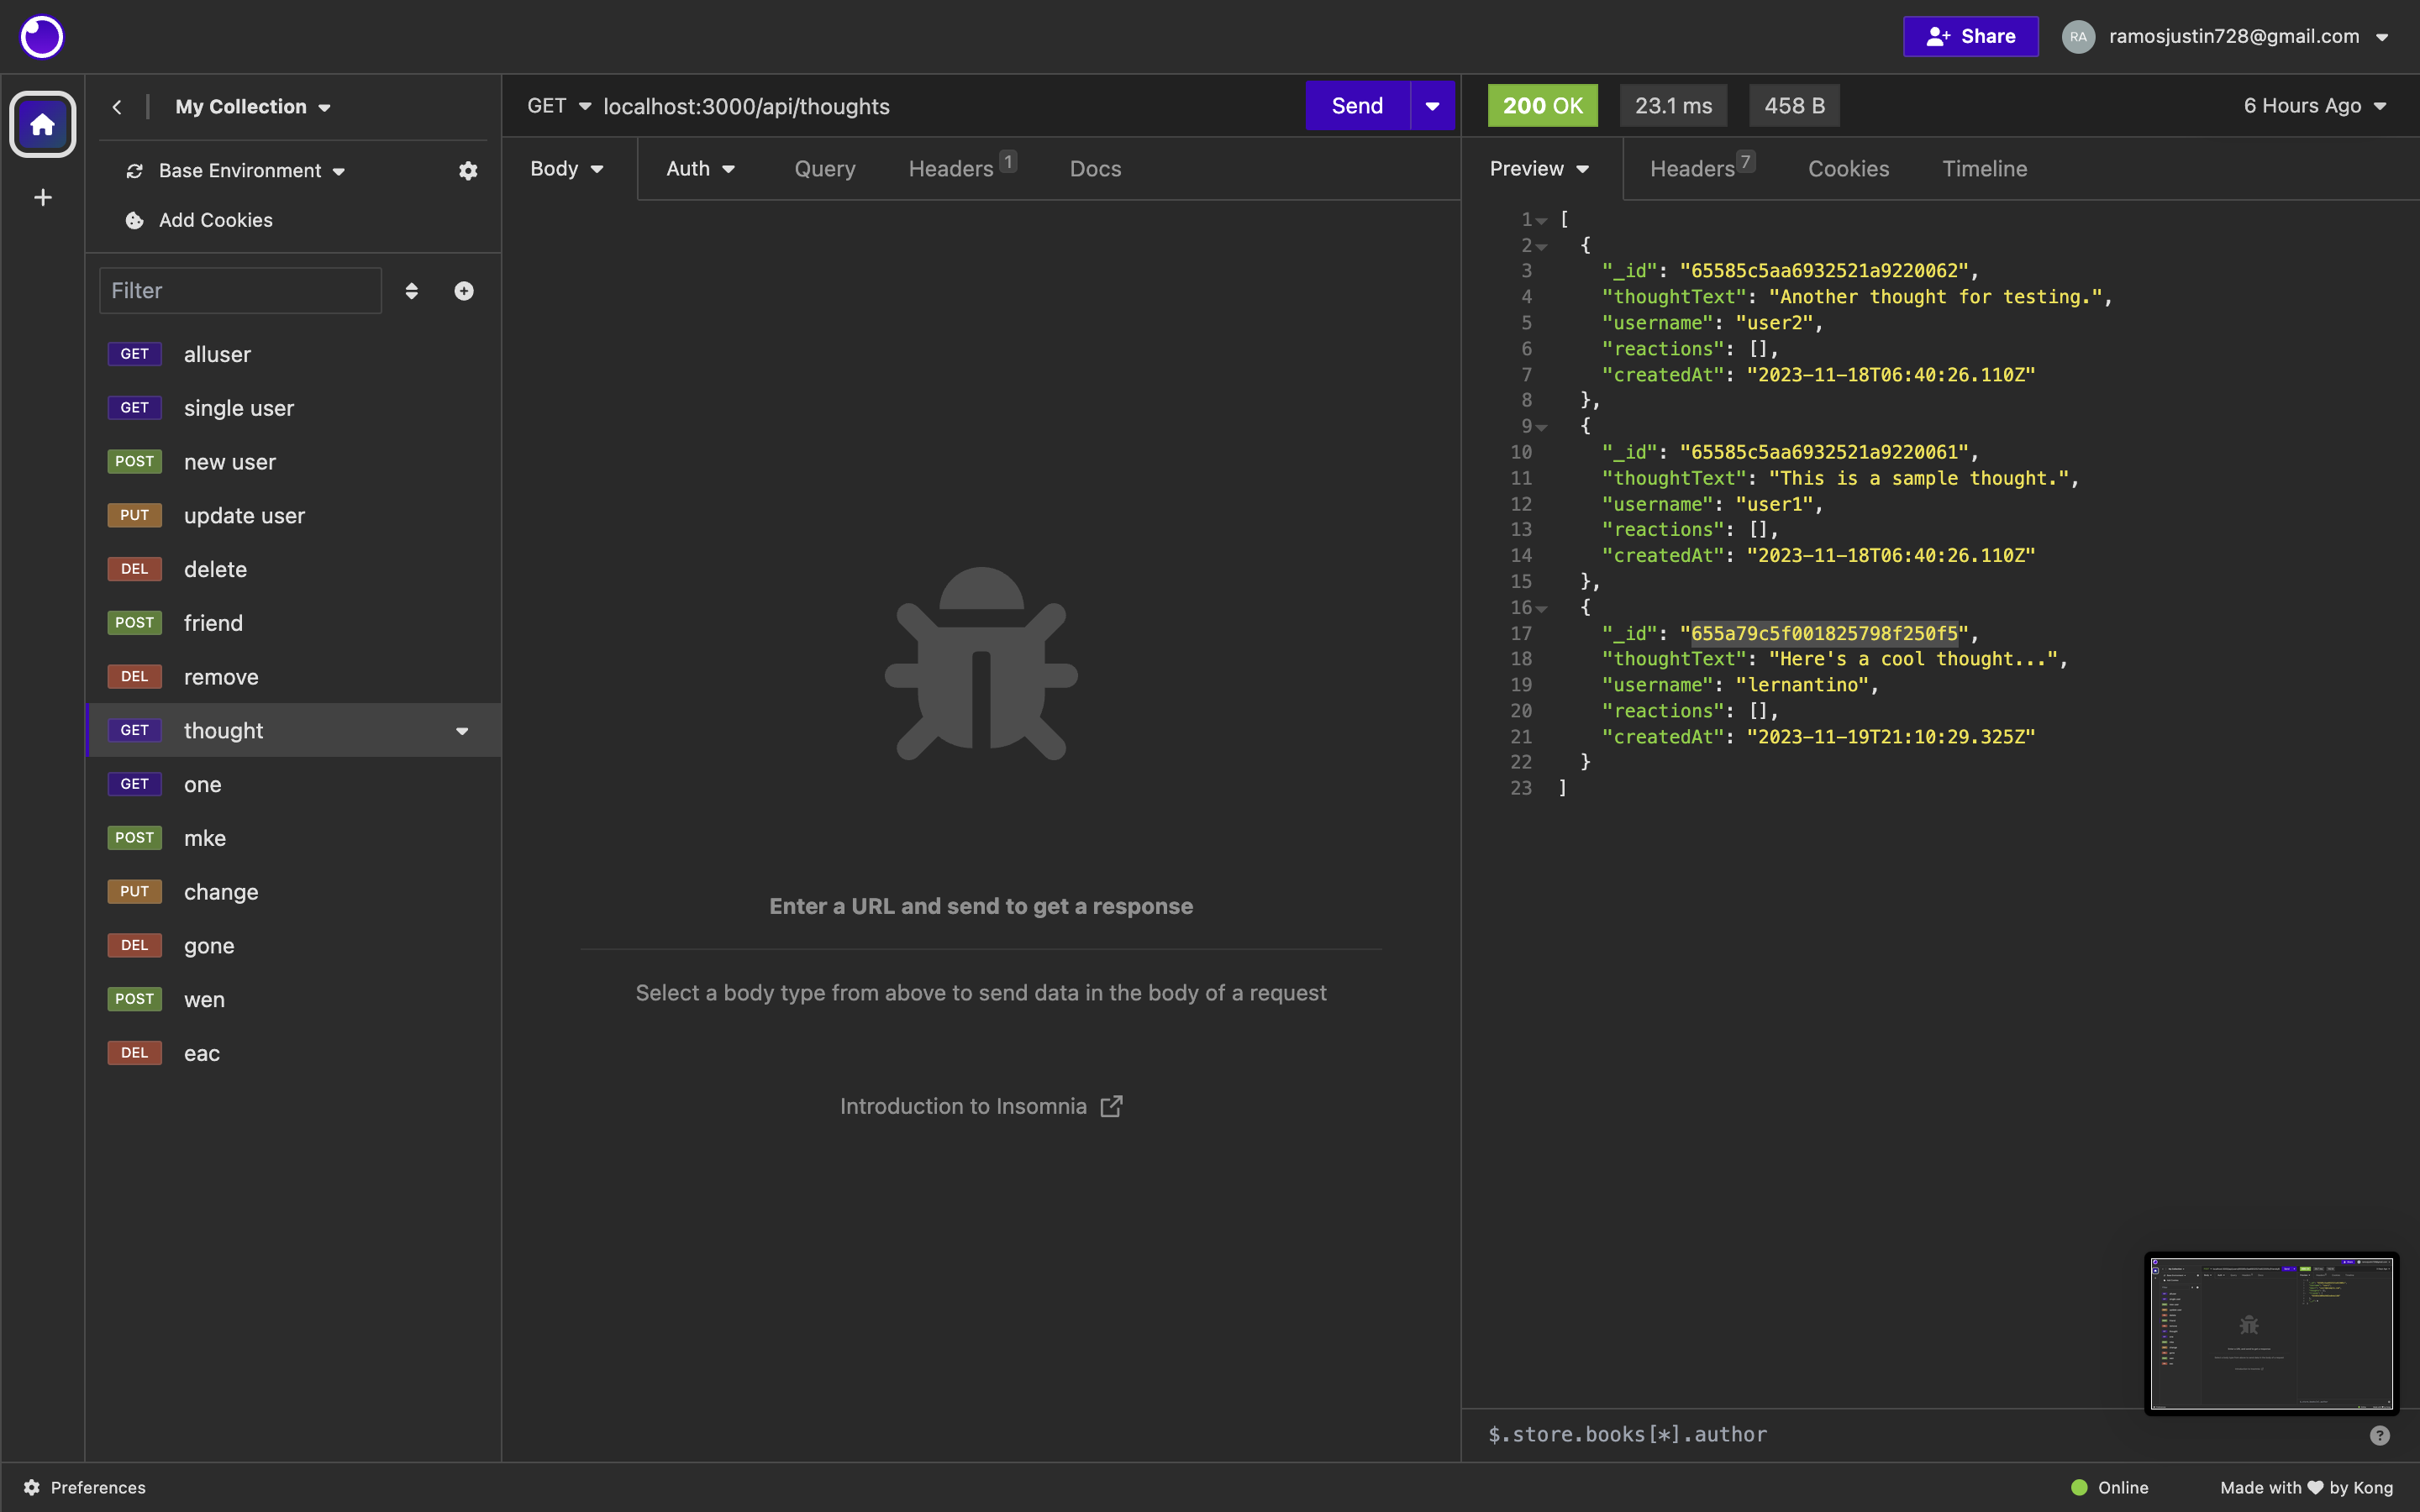 Share
RA
ramosjustin728@gmail.com
My Collection
Base Environment
Add Cookies
Filter
GET alluser
GET single user
POST new user
PUT update user
DEL delete
POST friend
DEL remove
GET thought
GET one
POST mke
PUT change
DEL gone
POST wen
DEL eac
GET localhost:3000/api/thoughts
Send
Body Auth Query Headers 1 Docs
Enter a URL and send to get a response
Select a body type from above to send data in the body of a request
Introduction to Insomnia
200 OK 23.1 ms 458 B 6 Hours Ago
Preview Headers 7 Cookies Timeline
1 [
2 {
3 "_id": "65585c5aa6932521a9220062",
4 "thoughtText": "Another thought for testing.",
5 "username": "user2",
6 "reactions": [],
7 "createdAt": "2023-11-18T06:40:26.110Z"
8 },
9 {
10 "_id": "65585c5aa6932521a9220061",
11 "thoughtText": "This is a sample thought.",
12 "username": "user1",
13 "reactions": [],
14 "createdAt": "2023-11-18T06:40:26.110Z"
15 },
16 {
17 "_id": "655a79c5f001825798f250f5",
18 "thoughtText": "Here's a cool thought...",
19 "username": "lernantino",
20 "reactions": [],
21 "createdAt": "2023-11-19T21:10:29.325Z"
22 }
23 ]
$.store.books[*].author
?
Preferences
Online
Made with ♥ by Kong